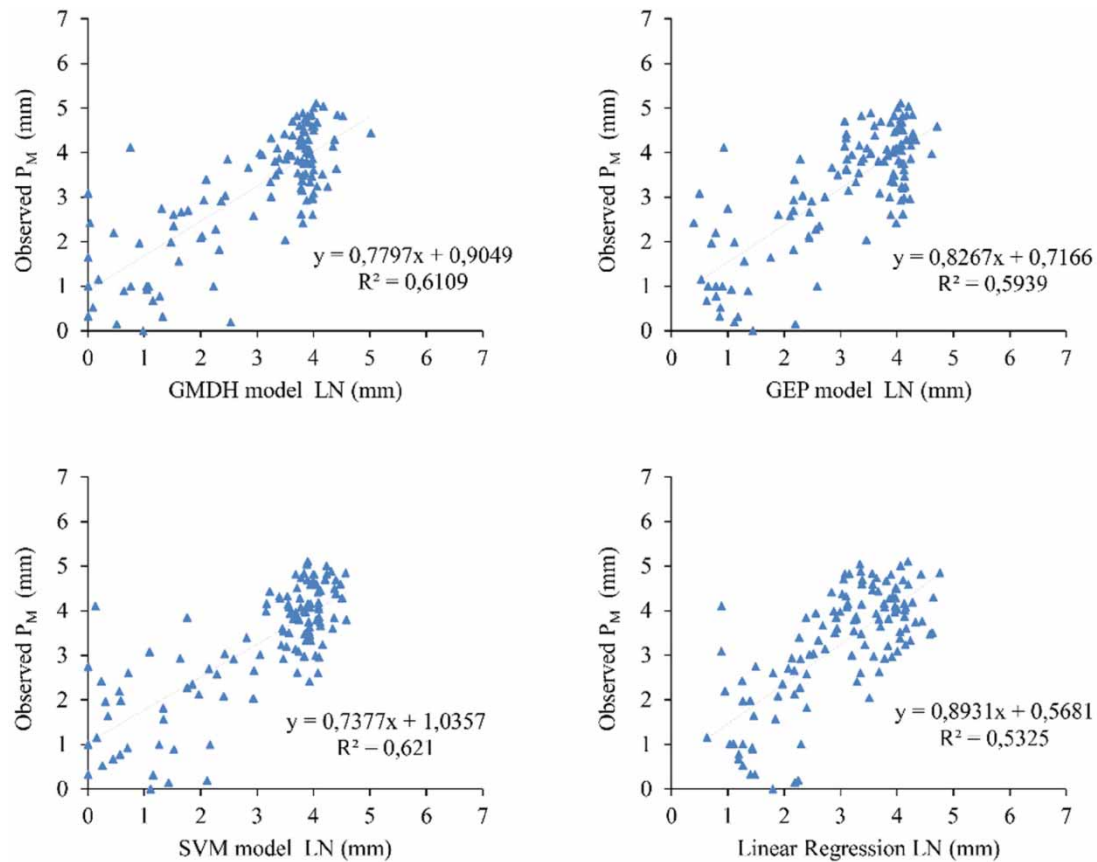 7
6
5
4
3
2
1
0
Observed P_M (mm)
y = 0,7797x + 0,9049
R² = 0,6109
0 1 2 3 4 5 6 7
GMDH model LN (mm)
7
6
5
4
3
2
1
0
Observed P_M (mm)
y = 0,8267x + 0,7166
R² = 0,5939
0 1 2 3 4 5 6 7
GEP model LN (mm)
7
6
5
4
3
2
1
0
Observed P_M (mm)
y = 0,7377x + 1,0357
R² – 0,621
0 1 2 3 4 5 6 7
SVM model LN (mm)
7
6
5
4
3
2
1
0
Observed P_M (mm)
y = 0,8931x + 0,5681
R² = 0,5325
0 1 2 3 4 5 6 7
Linear Regression LN (mm)